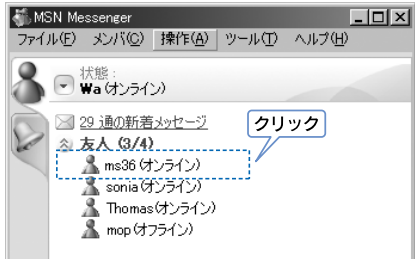 MSN Messenger
ファイル(F) メンバ(C) 操作(A) ツール(T) ヘルプ(H)
状態:
Wa (オンライン)
29 通の新着メッセージ
クリック
友人 (3/4)
ms36 (オンライン)
sonia (オンライン)
Thomas (オンライン)
mop (オフライン)